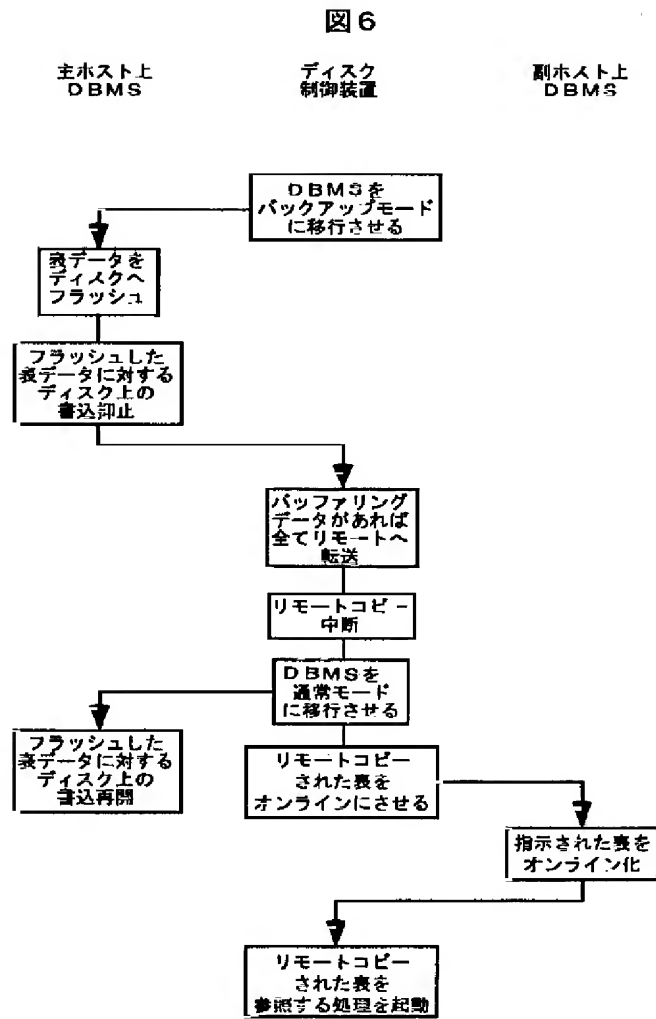 図6
主ホスト上
DBMS
ディスク
制御装置
副ホスト上
DBMS
DBMSを
バックアップモード
に移行させる
表データを
ディスクへ
フラッシュ
フラッシュした
表データに対する
ディスク上の
書込抑止
バッファリング
データがあれば
全てリモートへ
転送
リモートコピー
中断
DBMSを
通常モード
に移行させる
フラッシュした
表データに対する
ディスク上の
書込再開
リモートコピー
された表を
オンラインにさせる
指示された表を
オンライン化
リモートコピー
された表を
参照する処理を起動